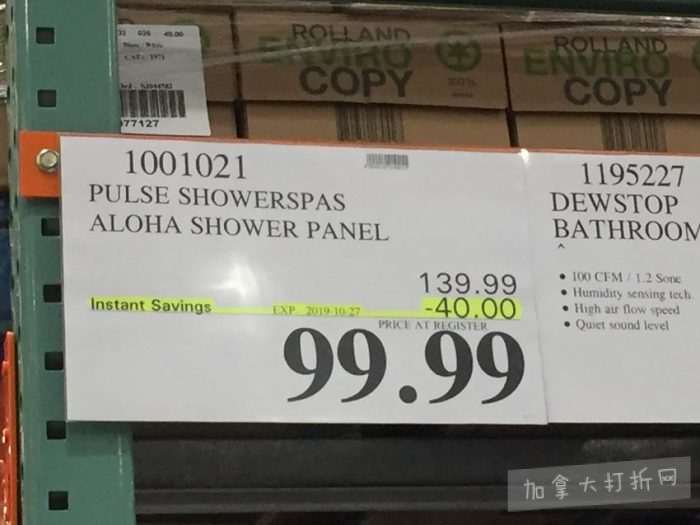 ROLLAND
ENVIRO
COPY
ROLLAND
ENVIRO
COPY
77127
1001021
PULSE SHOWERSPAS
ALOHA SHOWER PANEL
139.99
Instant Savings EXP 2019-10-27 -40.00
PRICE AT REGISTER
99.99
1195227
DEWSTOP
BATHROOM
^
• 100 CFM / 1.2 Sone
• Humidity sensing tech.
• High air flow speed
• Quiet sound level
加拿大打折网